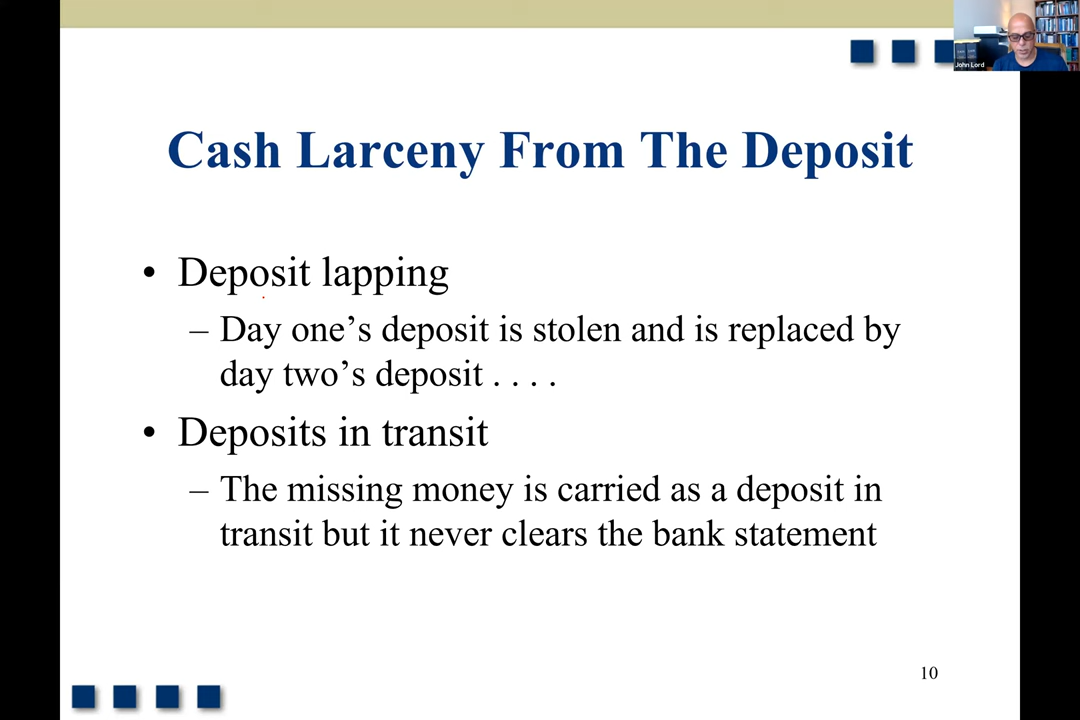 John Lord
Cash Larceny From The Deposit
• Deposit lapping
– Day one’s deposit is stolen and is replaced by
day two’s deposit . . . .
• Deposits in transit
– The missing money is carried as a deposit in
transit but it never clears the bank statement
10